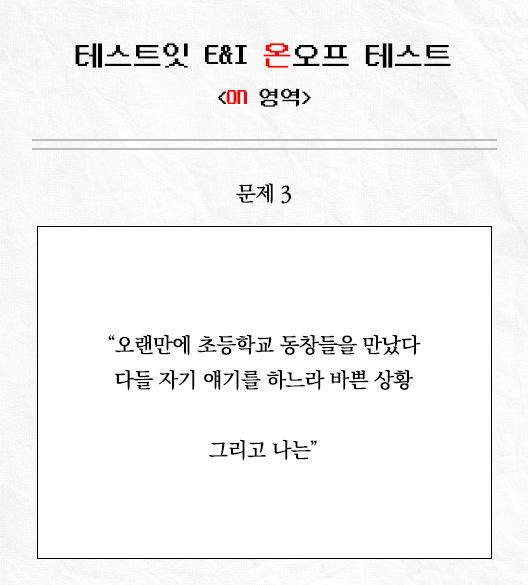 테스트잇 E&I 온오프 테스트
<on 영역>
문제 3
“오랜만에 초등학교 동창들을 만났다
다들 자기 얘기를 하느라 바쁜 상황
그리고 나는”